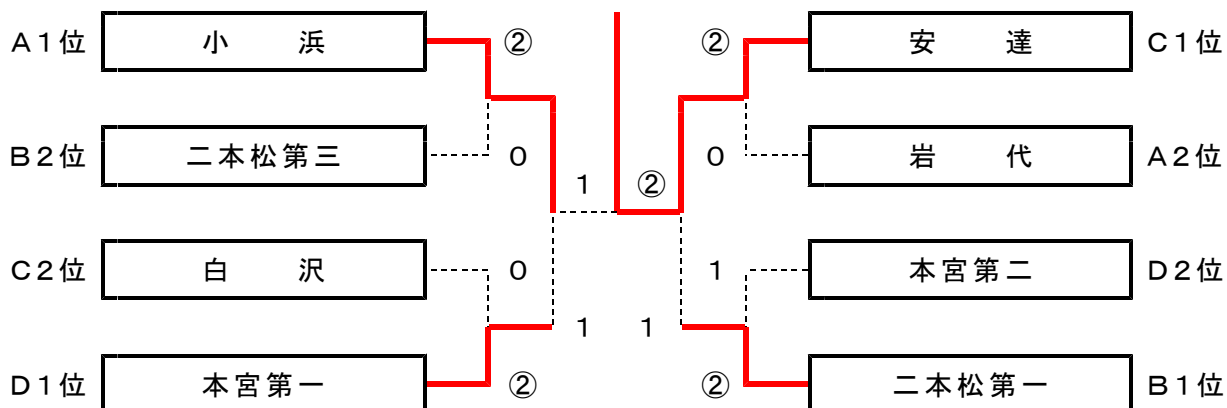 A1位 小 浜 ② ② 安 達 C1位
B2位 二本松第三 0 0 岩 代 A2位
1 ②
C2位 白 沢 0 1 本宮第二 D2位
1 1
D1位 本宮第一 ② ② 二本松第一 B1位